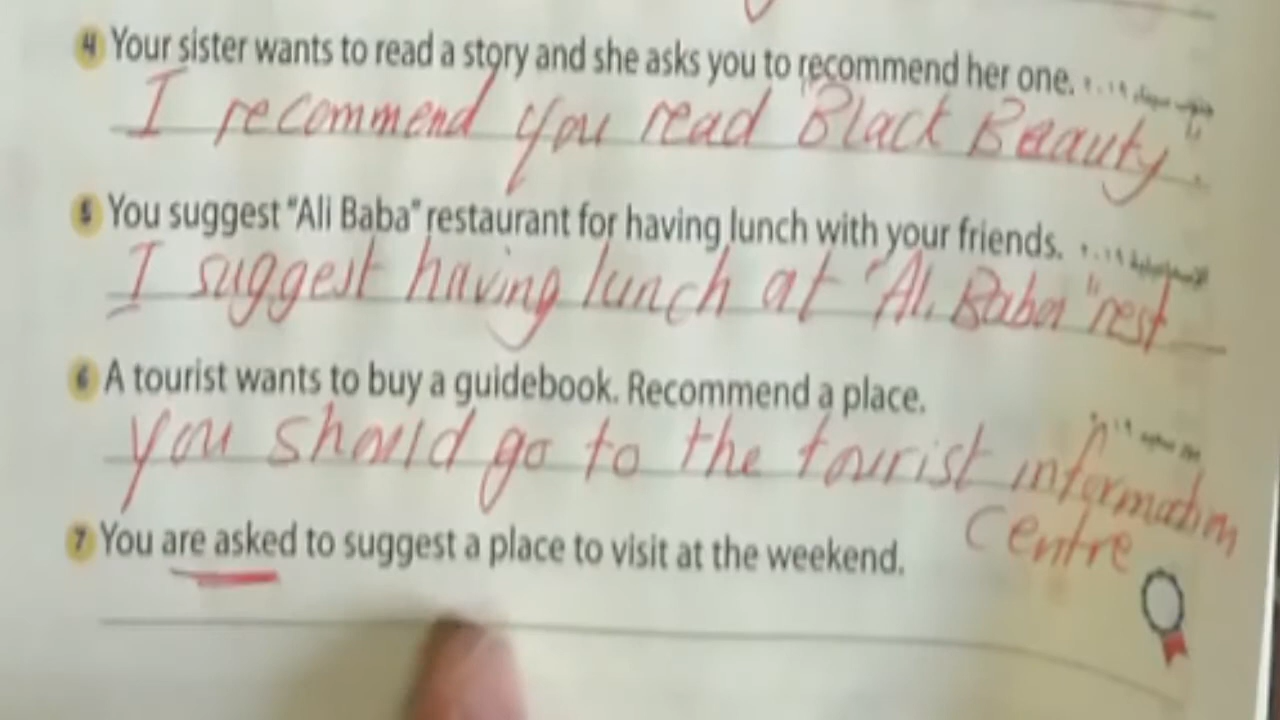 4 Your sister wants to read a story and she asks you to recommend her one.
I recommend you read Black Beauty.
5 You suggest "Ali Baba" restaurant for having lunch with your friends.
I suggest having lunch at "Ali Baba" rest
6 A tourist wants to buy a guidebook. Recommend a place.
You should go to the tourist information
centre
7 You are asked to suggest a place to visit at the weekend.